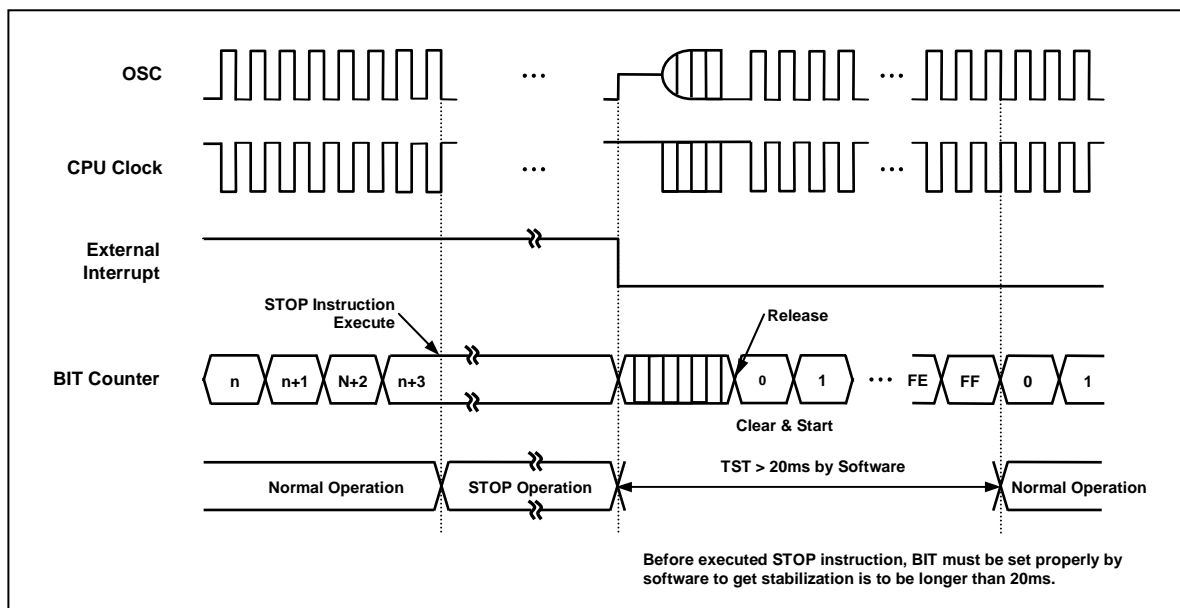 OSC
...
...
CPU Clock
...
...
External
Interrupt
STOP Instruction
Execute
Release
BIT Counter
n
n+1
N+2
n+3
0
1
...
FE
FF
0
1
Clear & Start
Normal Operation
STOP Operation
TST > 20ms by Software
Normal Operation
Before executed STOP instruction, BIT must be set properly by
software to get stabilization is to be longer than 20ms.